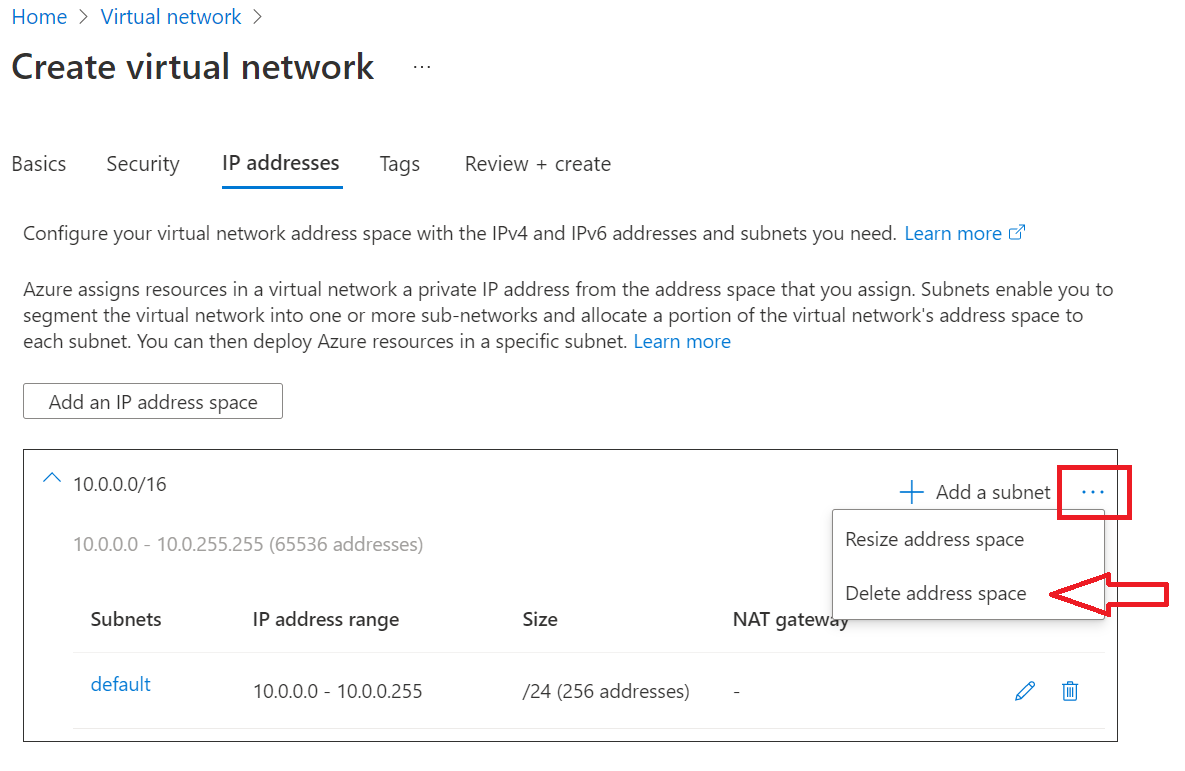 Home > Virtual network >
Create virtual network ...
Basics Security IP addresses Tags Review + create
Configure your virtual network address space with the IPv4 and IPv6 addresses and subnets you need. Learn more
Azure assigns resources in a virtual network a private IP address from the address space that you assign. Subnets enable you to
segment the virtual network into one or more sub-networks and allocate a portion of the virtual network's address space to
each subnet. You can then deploy Azure resources in a specific subnet. Learn more
Add an IP address space
10.0.0.0/16 + Add a subnet ...
10.0.0.0 - 10.0.255.255 (65536 addresses)
Resize address space
Delete address space
Subnets IP address range Size NAT gateway
default 10.0.0.0 - 10.0.0.255 /24 (256 addresses) -